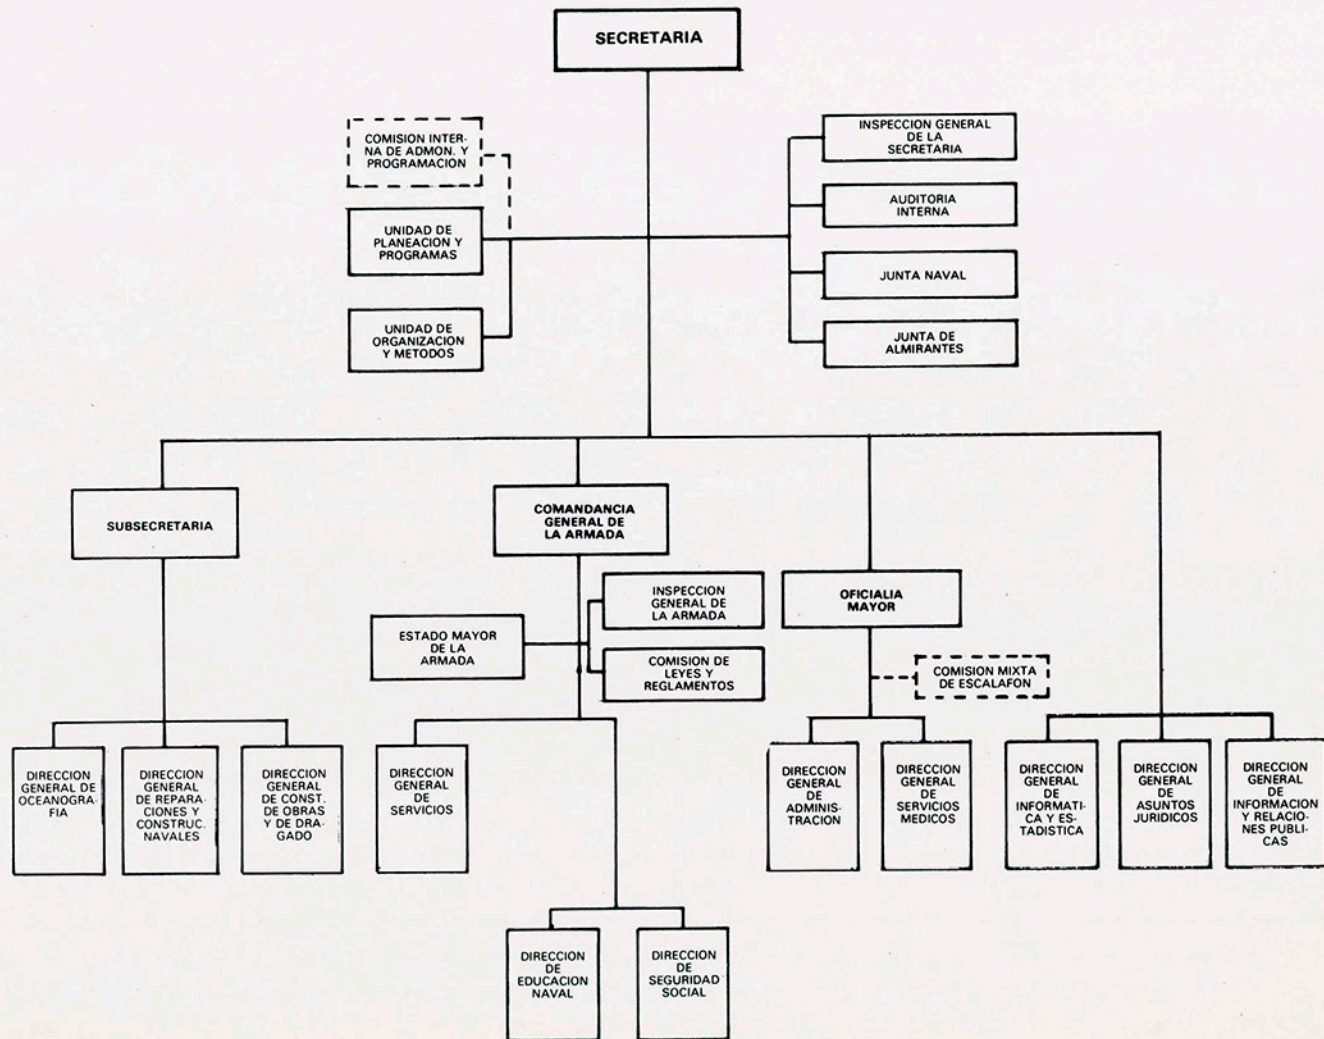 SECRETARIA
COMISION INTER-
NA DE ADMON. Y
PROGRAMACION
UNIDAD DE
PLANEACION Y
PROGRAMAS
UNIDAD DE
ORGANIZACION
Y METODOS
INSPECCION GENERAL
DE LA
SECRETARIA
AUDITORIA
INTERNA
JUNTA NAVAL
JUNTA DE
ALMIRANTES
SUBSECRETARIA
COMANDANCIA
GENERAL DE
LA ARMADA
OFICIALIA
MAYOR
ESTADO MAYOR
DE LA
ARMADA
INSPECCION
GENERAL DE
LA ARMADA
COMISION DE
LEYES Y
REGLAMENTOS
COMISION MIXTA
DE ESCALAFON
DIRECCION
GENERAL DE
OCEANOGRA-
FIA
DIRECCION
GENERAL
DE REPARA-
CIONES Y
CONSTRUC.
NAVALES
DIRECCION
GENERAL
DE CONST.
DE OBRAS
Y DE DRA-
GADO
DIRECCION
GENERAL
DE
SERVICIOS
DIRECCION
GENERAL
DE
ADMINIS-
TRACION
DIRECCION
GENERAL
DE
SERVICIOS
MEDICOS
DIRECCION
GENERAL
DE
INFORMATI-
CA Y ES-
TADISTICA
DIRECCION
GENERAL
DE
ASUNTOS
JURIDICOS
DIRECCION
GENERAL
DE
INFORMACION
Y RELACIO-
NES PUBLI-
CAS
DIRECCION
DE
EDUCACION
NAVAL
DIRECCION
DE
SEGURIDAD
SOCIAL